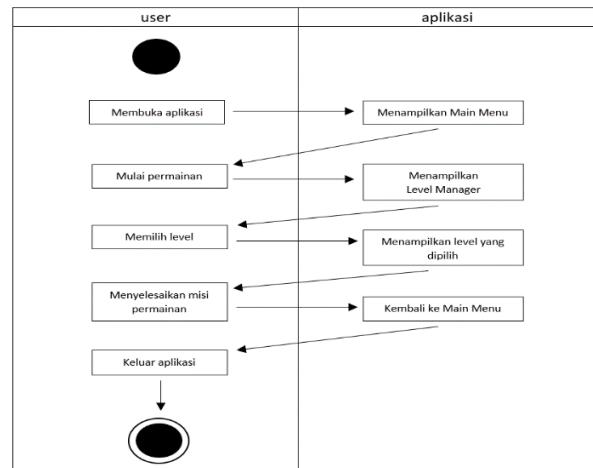 user
aplikasi
Membuka aplikasi
Menampilkan Main Menu
Mulai permainan
Menampilkan
Level Manager
Memilih level
Menampilkan level yang
dipilih
Menyelesaikan misi
permainan
Kembali ke Main Menu
Keluar aplikasi